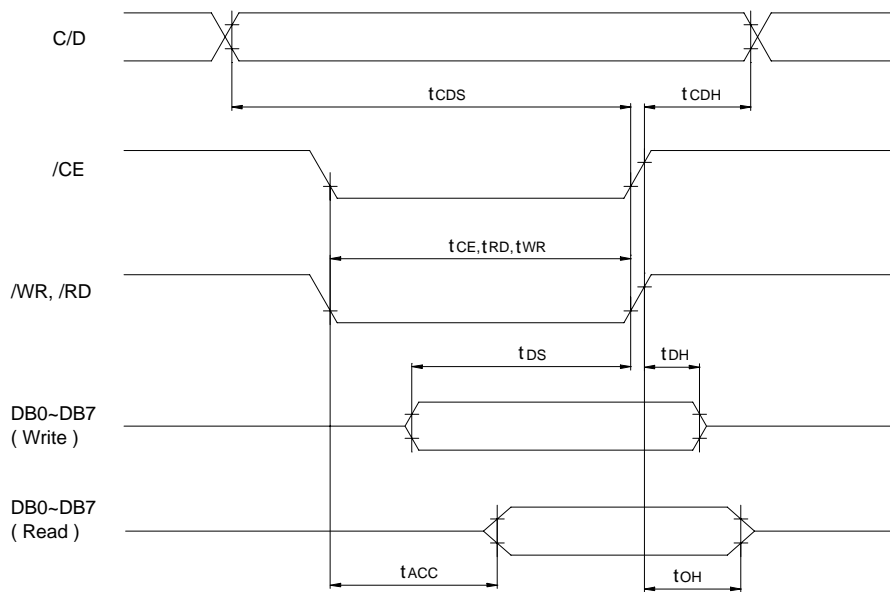 C/D
tCDS
tCDH
/CE
tCE,tRD,tWR
/WR, /RD
tDS
tDH
DB0~DB7
( Write )
DB0~DB7
( Read )
tACC
tOH